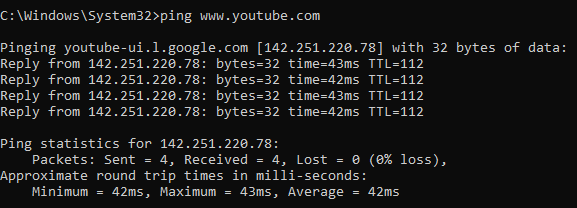 C:\Windows\System32>ping www.youtube.com
Pinging youtube-ui.l.google.com [142.251.220.78] with 32 bytes of data:
Reply from 142.251.220.78: bytes=32 time=43ms TTL=112
Reply from 142.251.220.78: bytes=32 time=42ms TTL=112
Reply from 142.251.220.78: bytes=32 time=43ms TTL=112
Reply from 142.251.220.78: bytes=32 time=42ms TTL=112
Ping statistics for 142.251.220.78:
    Packets: Sent = 4, Received = 4, Lost = 0 (0% loss),
Approximate round trip times in milli-seconds:
    Minimum = 42ms, Maximum = 43ms, Average = 42ms